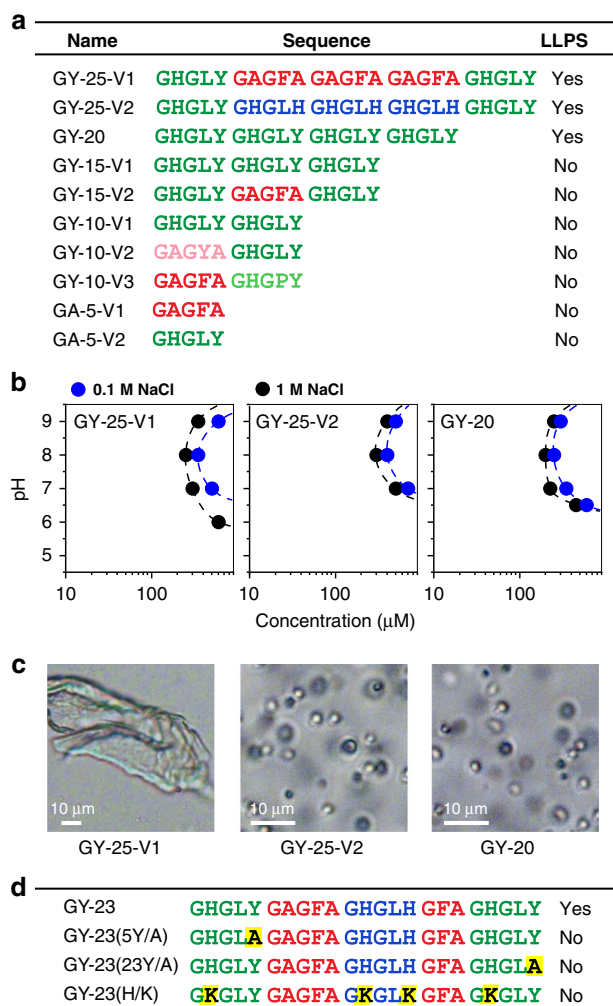 a
Name Sequence LLPS
GY-25-V1 GHGLY GAGFA GAGFA GAGFA GHGLY Yes
GY-25-V2 GHGLY GHGLH GHGLH GHGLH GHGLY Yes
GY-20 GHGLY GHGLY GHGLY GHGLY Yes
GY-15-V1 GHGLY GHGLY GHGLY No
GY-15-V2 GHGLY GAGFA GHGLY No
GY-10-V1 GHGLY GHGLY No
GY-10-V2 GAGYA GHGLY No
GY-10-V3 GAGFA GHGPY No
GA-5-V1 GAGFA No
GA-5-V2 GHGLY No
b
0.1 M NaCl 1 M NaCl
GY-25-V1 GY-25-V2 GY-20
9
8
7
6
5
pH
10 100 10 100 10 100
Concentration (μM)
c
10 μm 10 μm 10 μm
GY-25-V1 GY-25-V2 GY-20
d
GY-23 GHGLY GAGFA GHGLH GFA GHGLY Yes
GY-23(5Y/A) GHGLA GAGFA GHGLH GFA GHGLY No
GY-23(23Y/A) GHGLY GAGFA GHGLH GFA GHGLA No
GY-23(H/K) GKGLY GAGFA GKGLK GFA GKGLY No